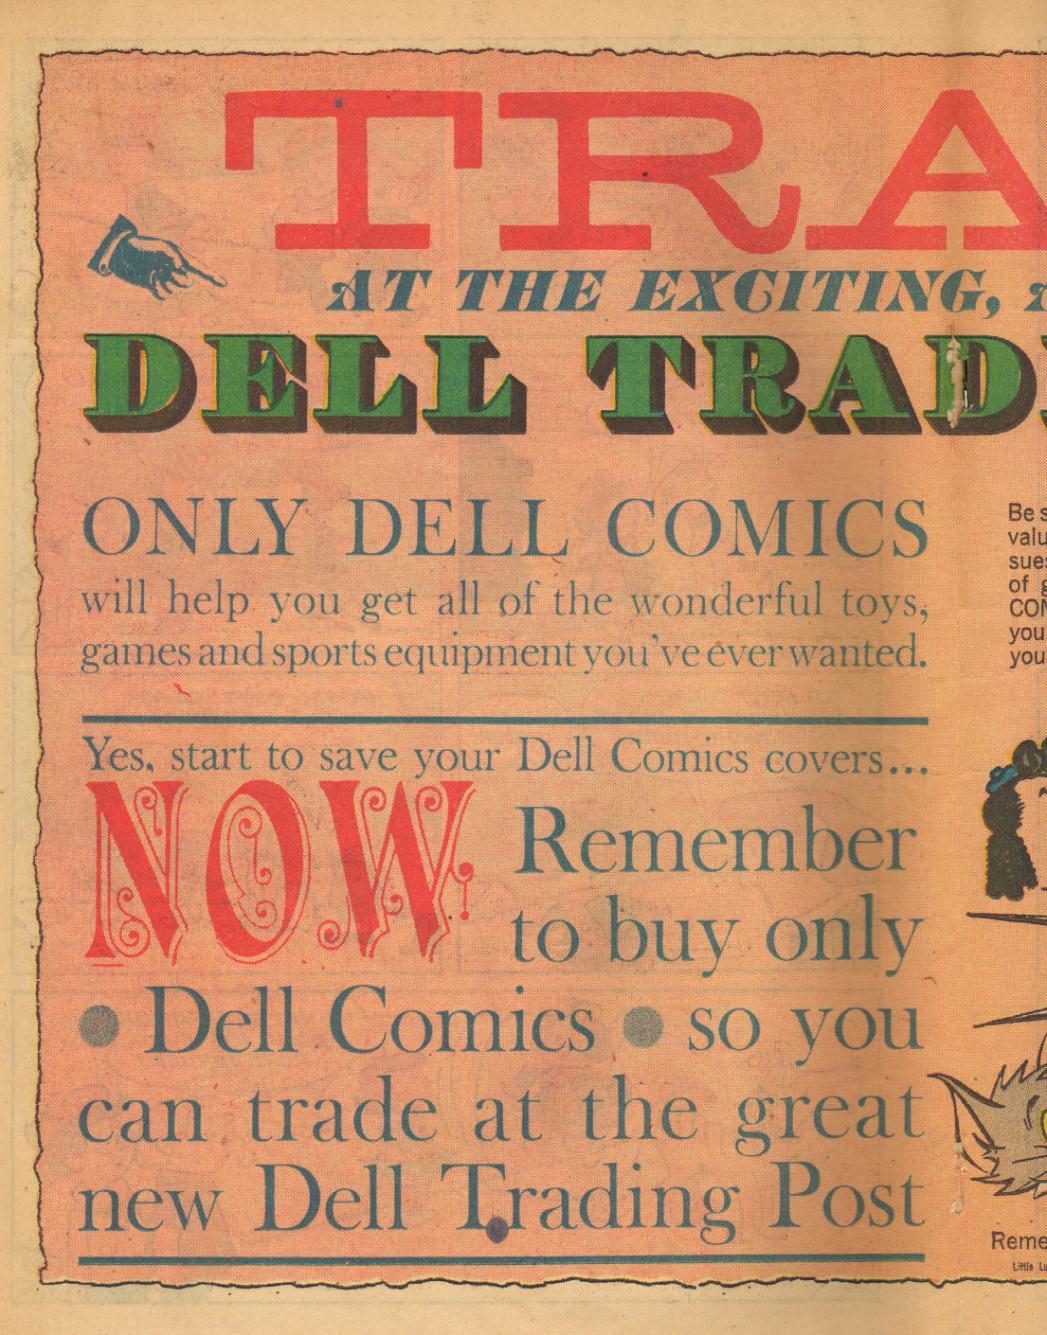 TRA
AT THE EXCITING,
DELL TRAD
ONLY DELL COMICS
will help you get all of the wonderful toys,
games and sports equipment you've ever wanted.
Yes, start to save your Dell Comics covers...
NOW Remember
to buy only
• Dell Comics • so you
can trade at the great
new Dell Trading Post
Be s
valu
sues
of g
COM
you
you
Reme
Little Lu